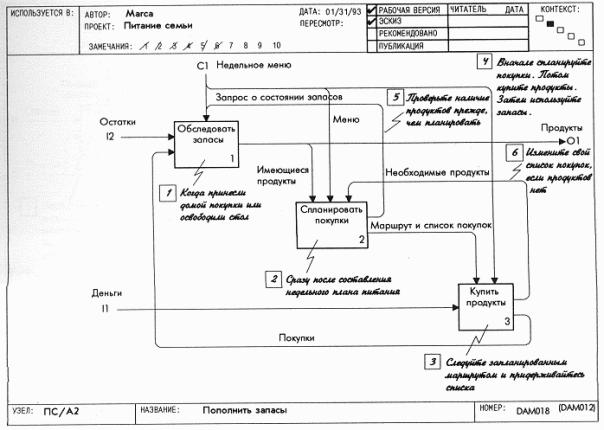 ИСПОЛЬЗУЕТСЯ В:
АВТОР: Магса
ПРОЕКТ: Питание семьи
ЗАМЕЧАНИЯ: 1 2 3 4 5 6 7 8 9 10
ДАТА: 01/31/93
ПЕРЕСМОТР:
РАБОЧАЯ ВЕРСИЯ
ЭСКИЗ
РЕКОМЕНДОВАНО
ПУБЛИКАЦИЯ
ЧИТАТЕЛЬ ДАТА
КОНТЕКСТ:
C1 Недельное меню
Запрос о состоянии запасов
5 Проверьте наличие
продуктов прежде,
чем планировать
4 Вначале спланируйте
покупки. Потом
купите продукты.
Затем используйте
запасы.
Остатки
I2
Обследовать
запасы
1
Меню
Продукты
O1
Имеющиеся
продукты
Необходимые продукты
6 Измените свой
список покупок,
если продуктов
нет
1 Когда принесли
домой покупки или
освободили стол
Спланировать
покупки
2
Маршрут и список покупок
2 Сразу после составления
недельного плана питания
Деньги
I1
Купить
продукты
3
Покупки
3 Следуйте запланированным
маршрутом и придерживайтесь
списка
УЗЕЛ: ПС/А2
НАЗВАНИЕ: Пополнить запасы
НОМЕР: DAM018 (DAM012)